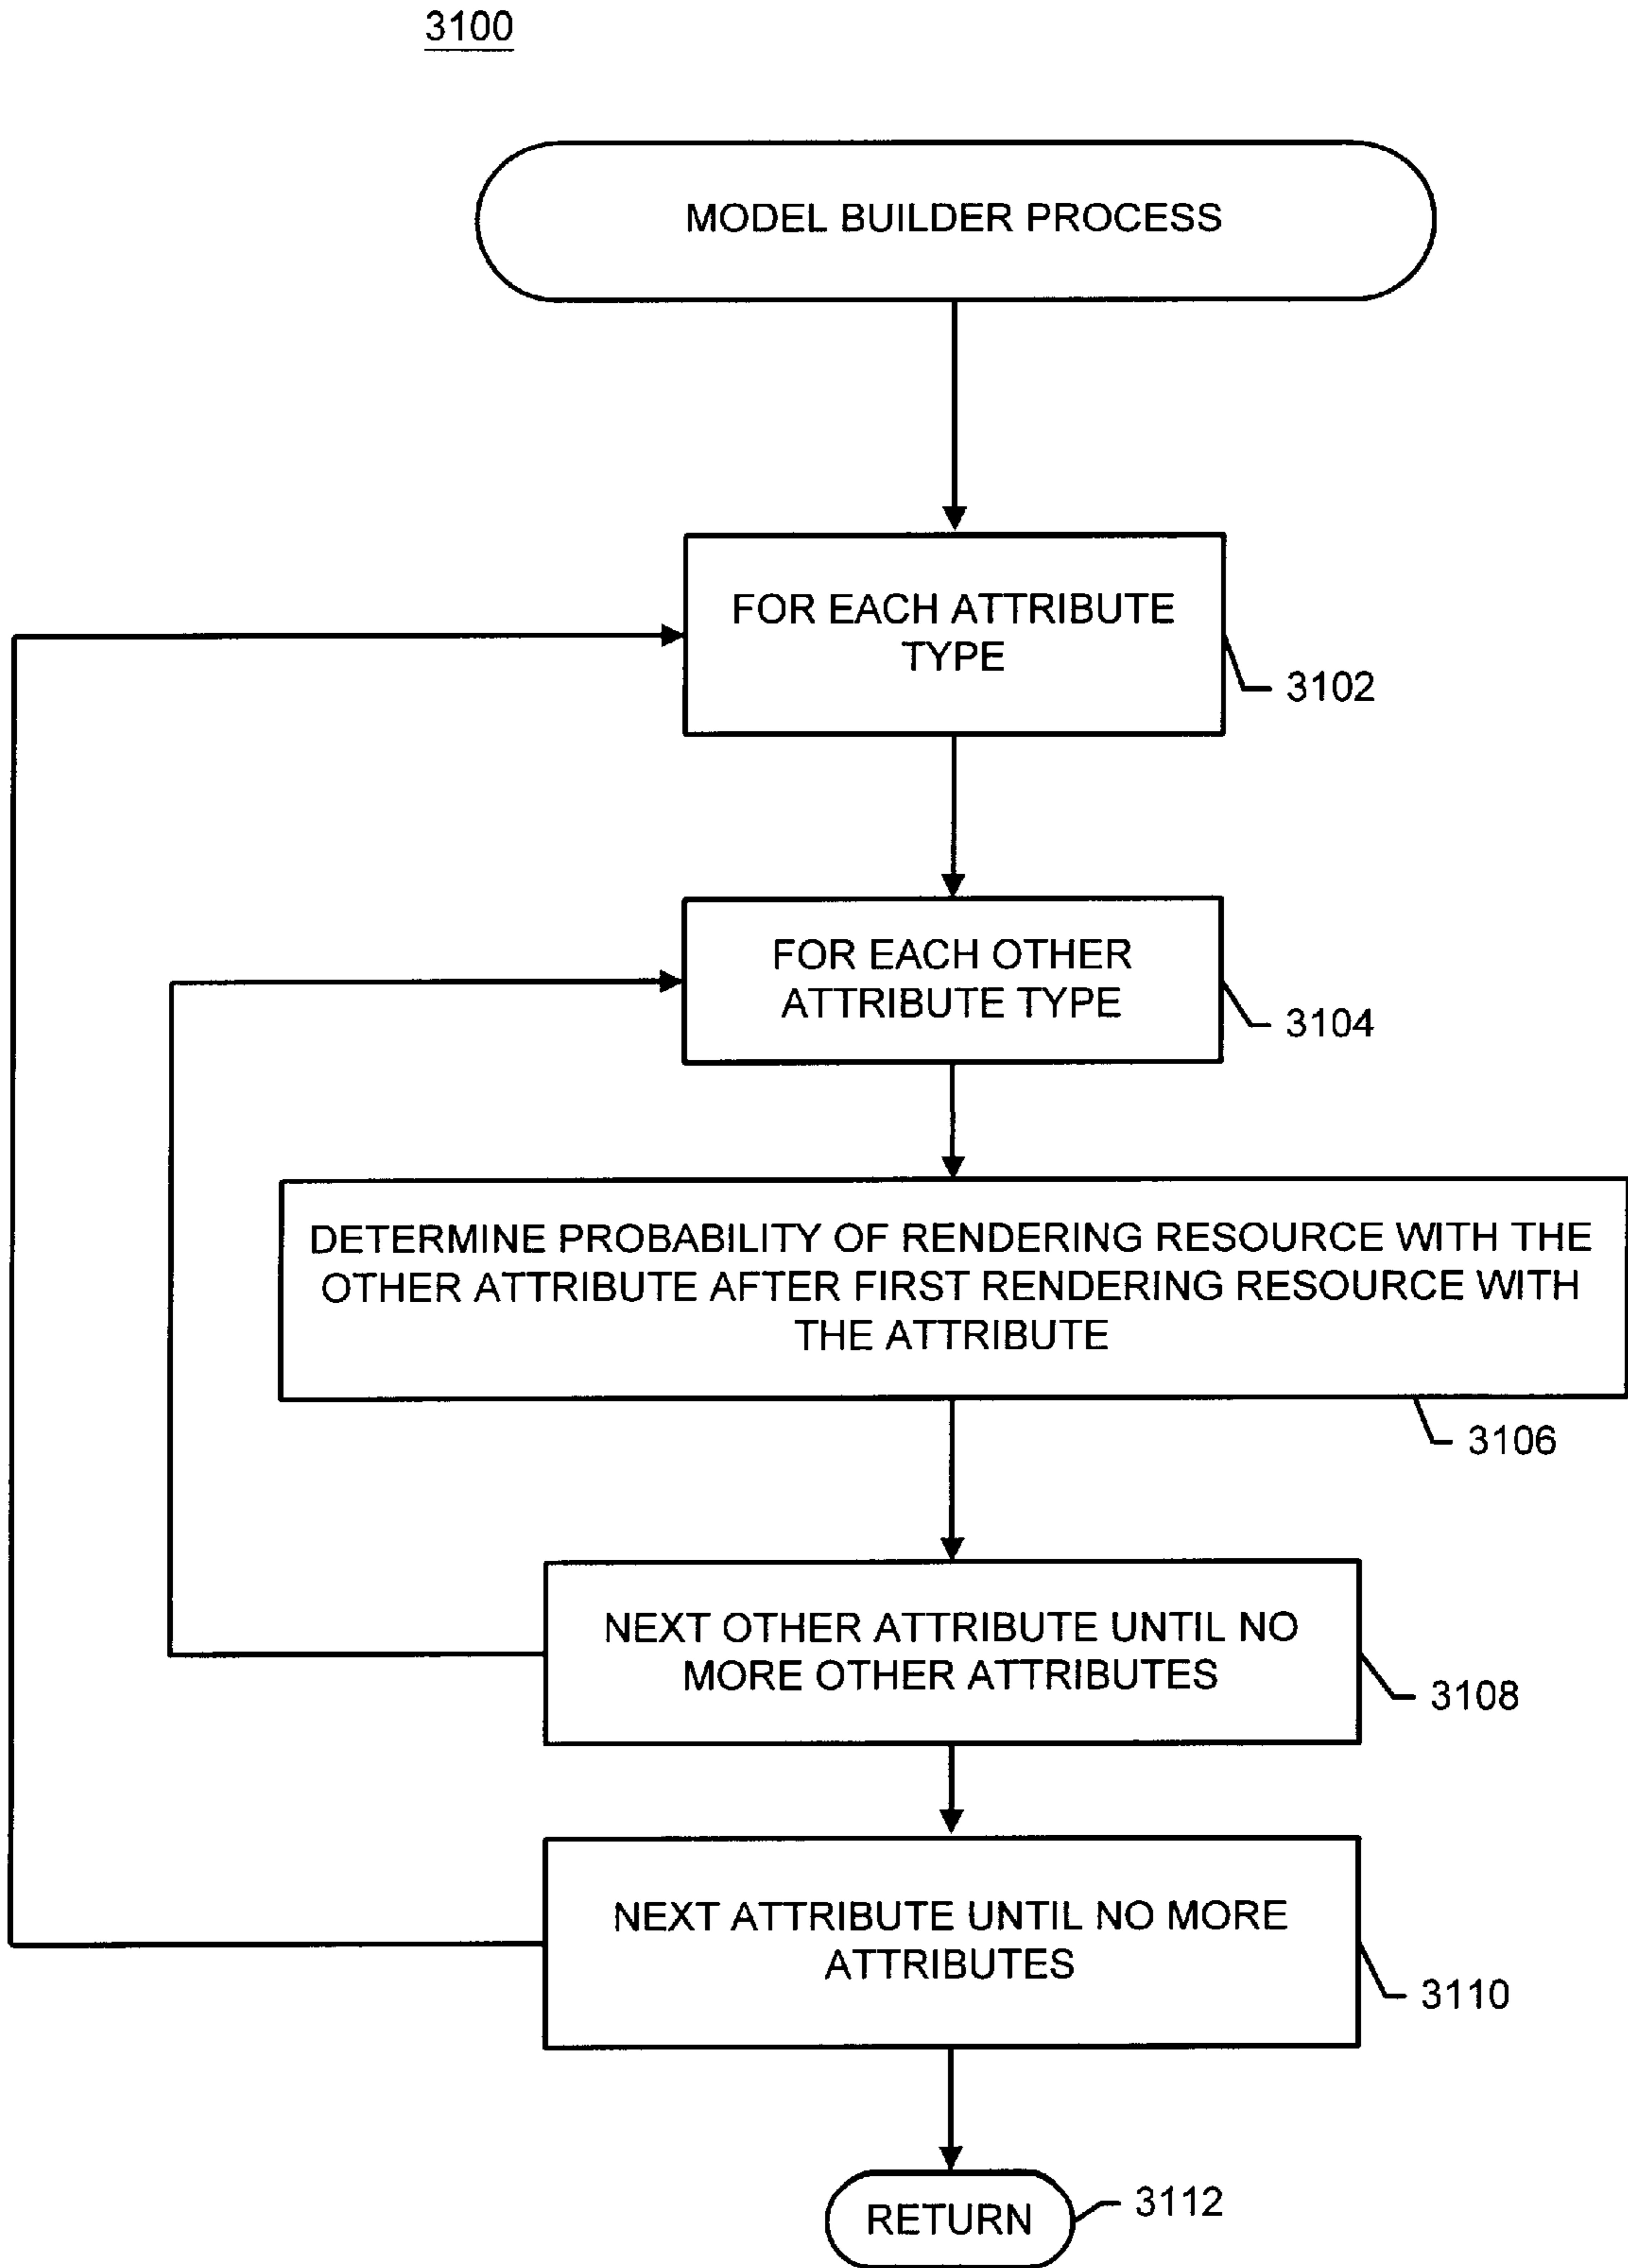 3100
MODEL BUILDER PROCESS
FOR EACH ATTRIBUTE
TYPE
3102
FOR EACH OTHER
ATTRIBUTE TYPE
3104
DETERMINE PROBABILITY OF RENDERING RESOURCE WITH THE
OTHER ATTRIBUTE AFTER FIRST RENDERING RESOURCE WITH
THE ATTRIBUTE
3106
NEXT OTHER ATTRIBUTE UNTIL NO
MORE OTHER ATTRIBUTES
3108
NEXT ATTRIBUTE UNTIL NO MORE
ATTRIBUTES
3110
RETURN
3112